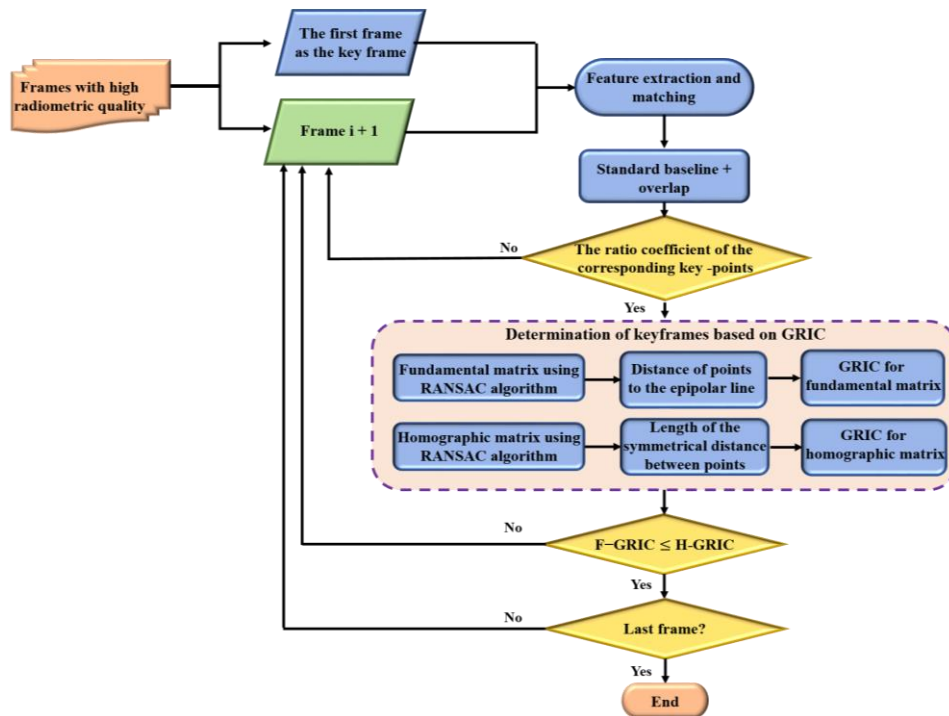 The first frame
as the key frame
Frames with high
radiometric quality
Frame i + 1
Feature extraction and
matching
Standard baseline +
overlap
No
The ratio coefficient of the
corresponding key -points
Yes
Determination of keyframes based on GRIC
Fundamental matrix using
RANSAC algorithm
Distance of points
to the epipolar line
GRIC for
fundamental matrix
Homographic matrix using
RANSAC algorithm
Length of the
symmetrical distance
between points
GRIC for
homographic matrix
No
F−GRIC ≤ H-GRIC
Yes
No
Last frame?
Yes
End